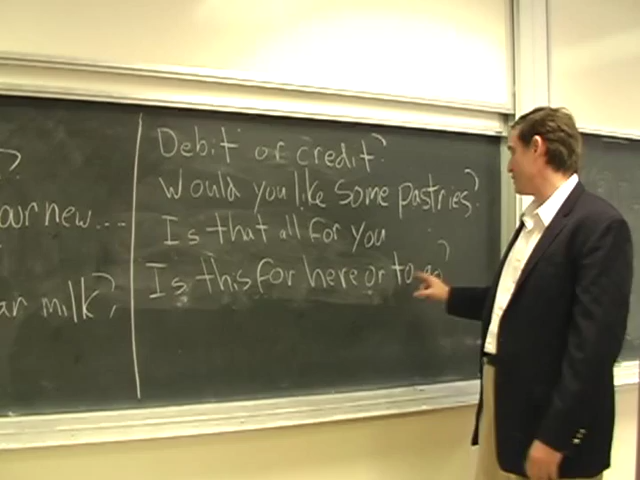 ?
our new...
ar milk?
Debit or credit?
Would you like some pastries?
Is that all for you
Is this for here or to go?